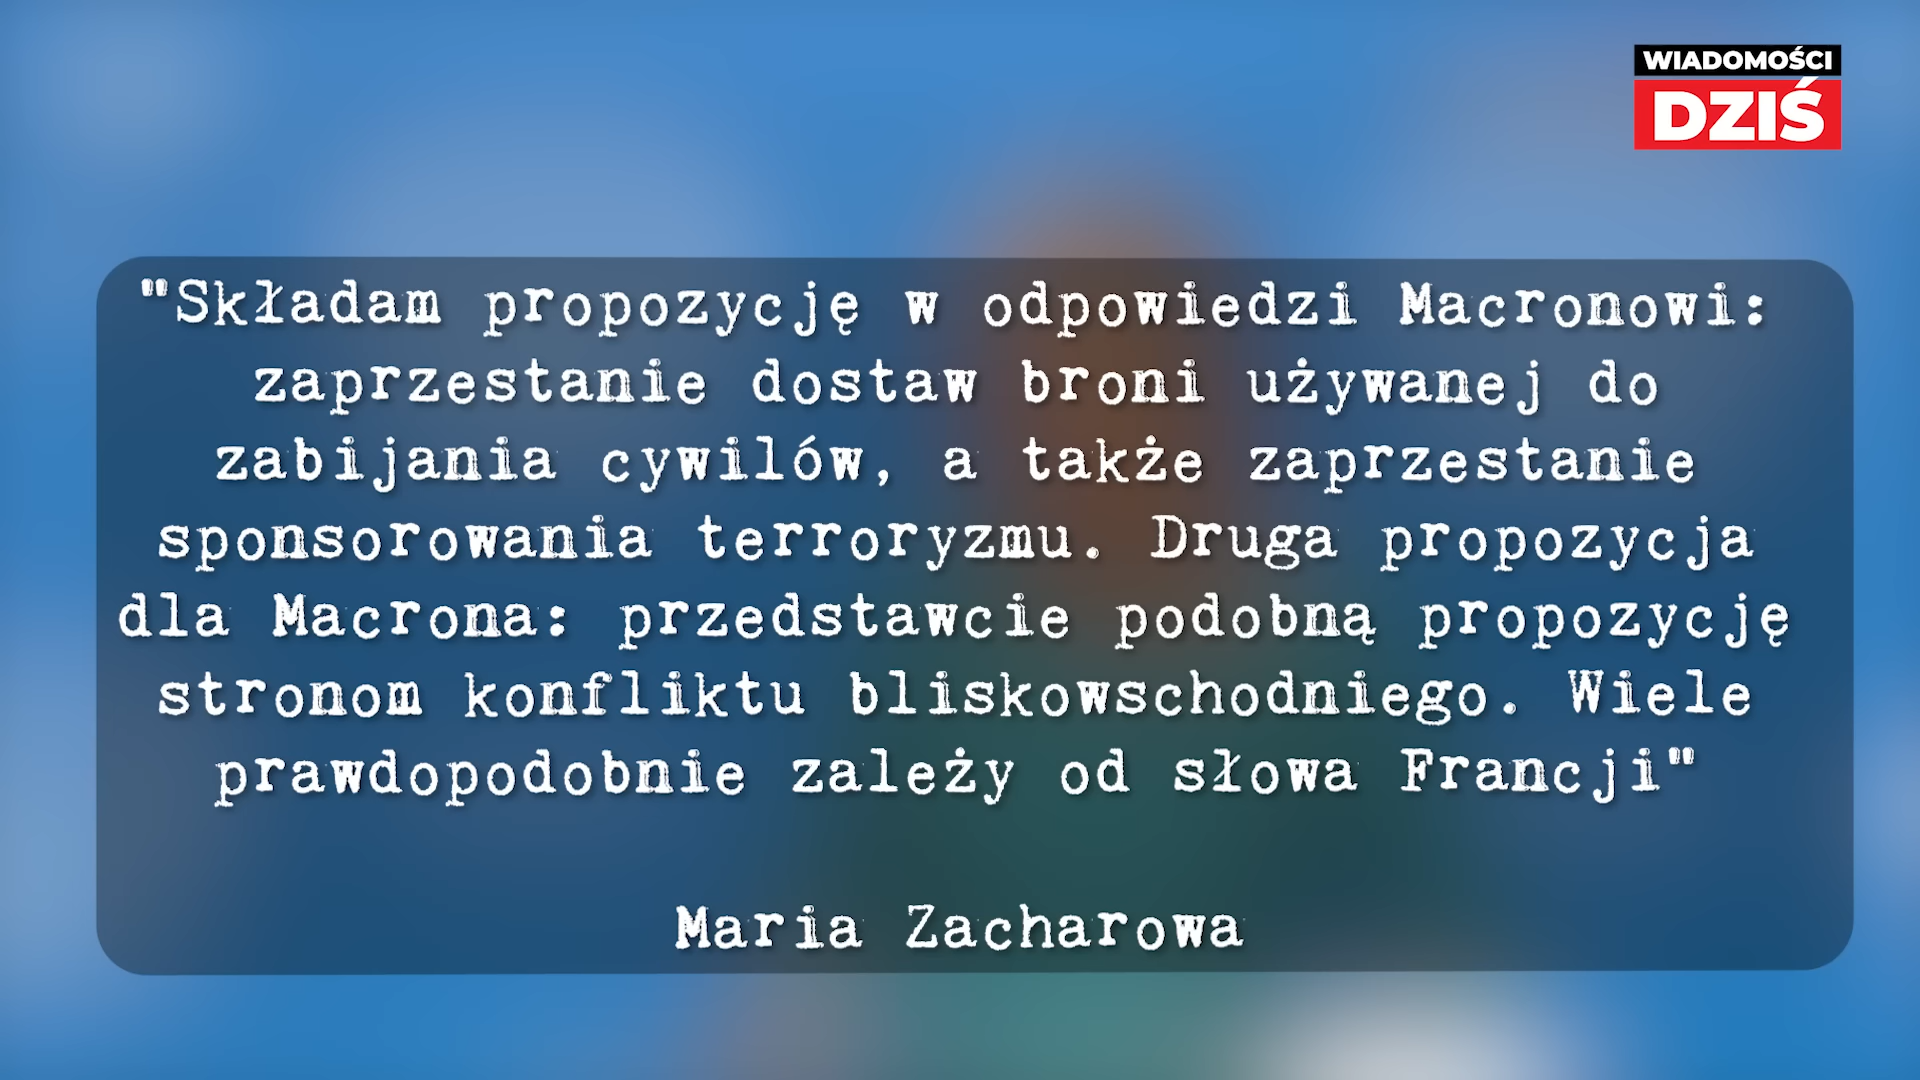 WIADOMOŚCI
DZIŚ
"Składam propozycję w odpowiedzi Macronowi:
zaprzestanie dostaw broni używanej do
zabijania cywilów, a także zaprzestanie
sponsorowania terroryzmu. Druga propozycja
dla Macrona: przedstawcie podobną propozycję
stronom konfliktu bliskowschodniego. Wiele
prawdopodobnie zależy od słowa Francji"
Maria Zacharowa